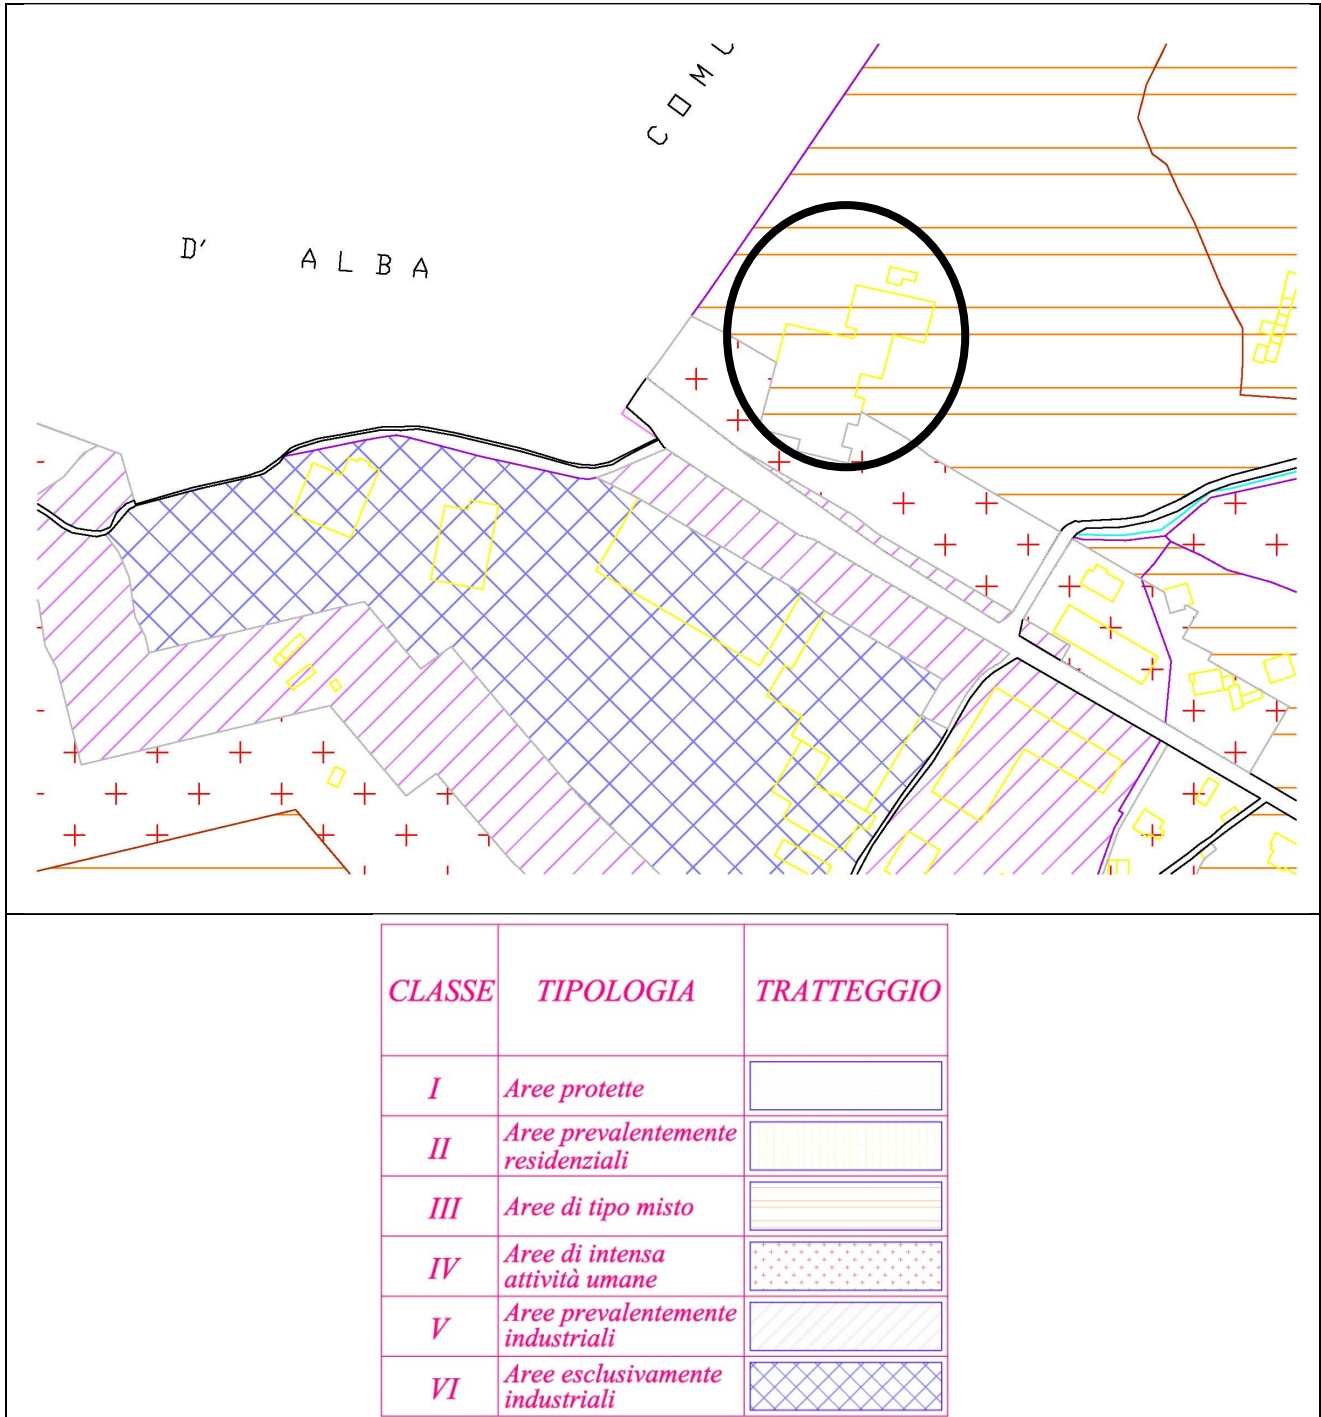 COMU
D' ALBA
CLASSE TIPOLOGIA TRATTEGGIO
I Aree protette
II Aree prevalentemente
residenziali
III Aree di tipo misto
IV Aree di intensa
attività umane
V Aree prevalentemente
industriali
VI Aree esclusivamente
industriali